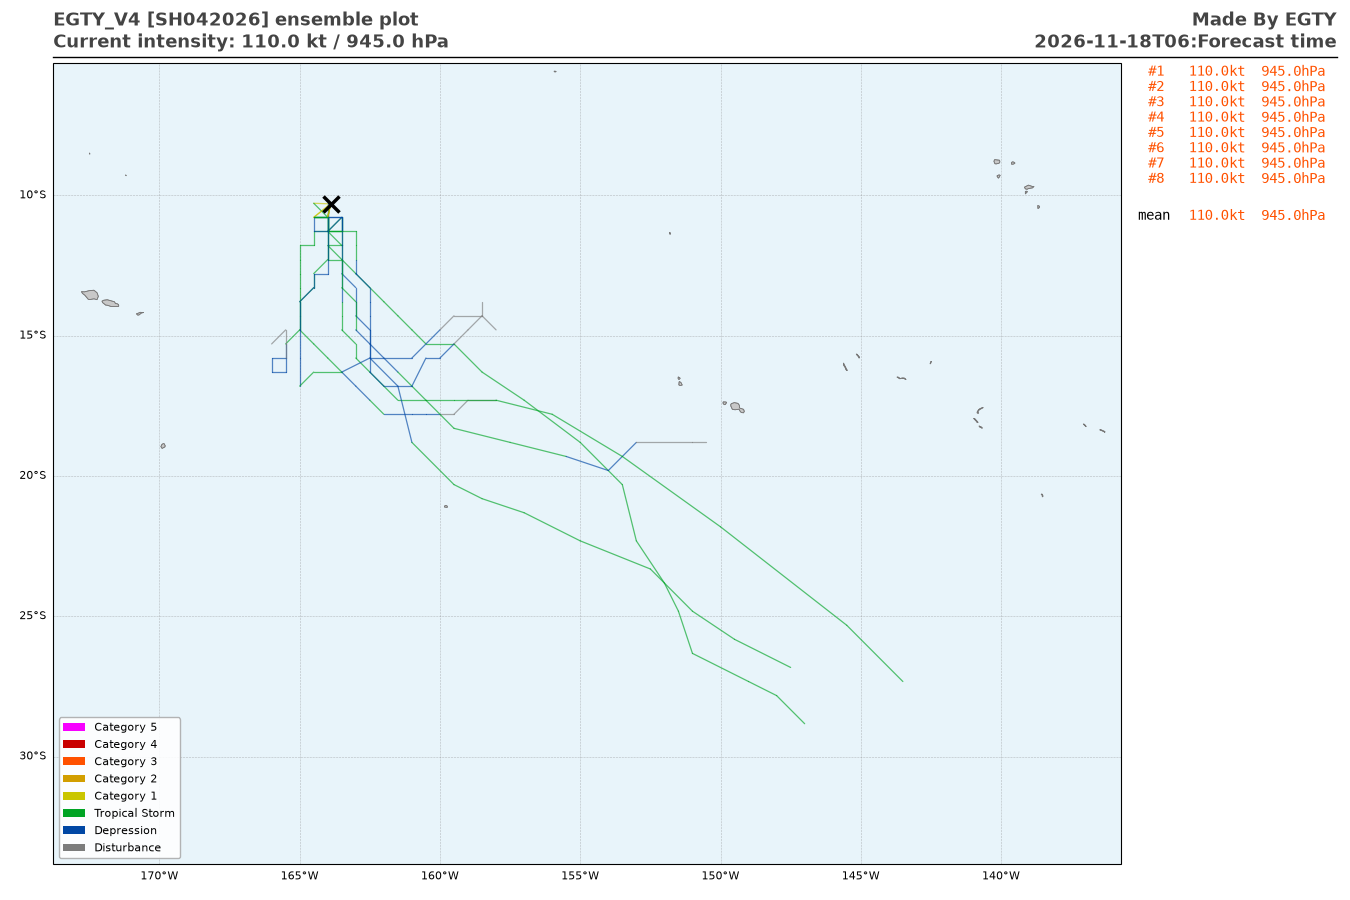 EGTY_V4 [SH042026] ensemble plot
Made By EGTY
Current intensity: 110.0 kt / 945.0 hPa
2026-11-18T06:Forecast time
#1 110.0kt 945.0hPa
#2 110.0kt 945.0hPa
#3 110.0kt 945.0hPa
#4 110.0kt 945.0hPa
#5 110.0kt 945.0hPa
#6 110.0kt 945.0hPa
#7 110.0kt 945.0hPa
#8 110.0kt 945.0hPa
mean 110.0kt 945.0hPa
10°S
15°S
20°S
25°S
30°S
Category 5
Category 4
Category 3
Category 2
Category 1
Tropical Storm
Depression
Disturbance
170°W 165°W 160°W 155°W 150°W 145°W 140°W